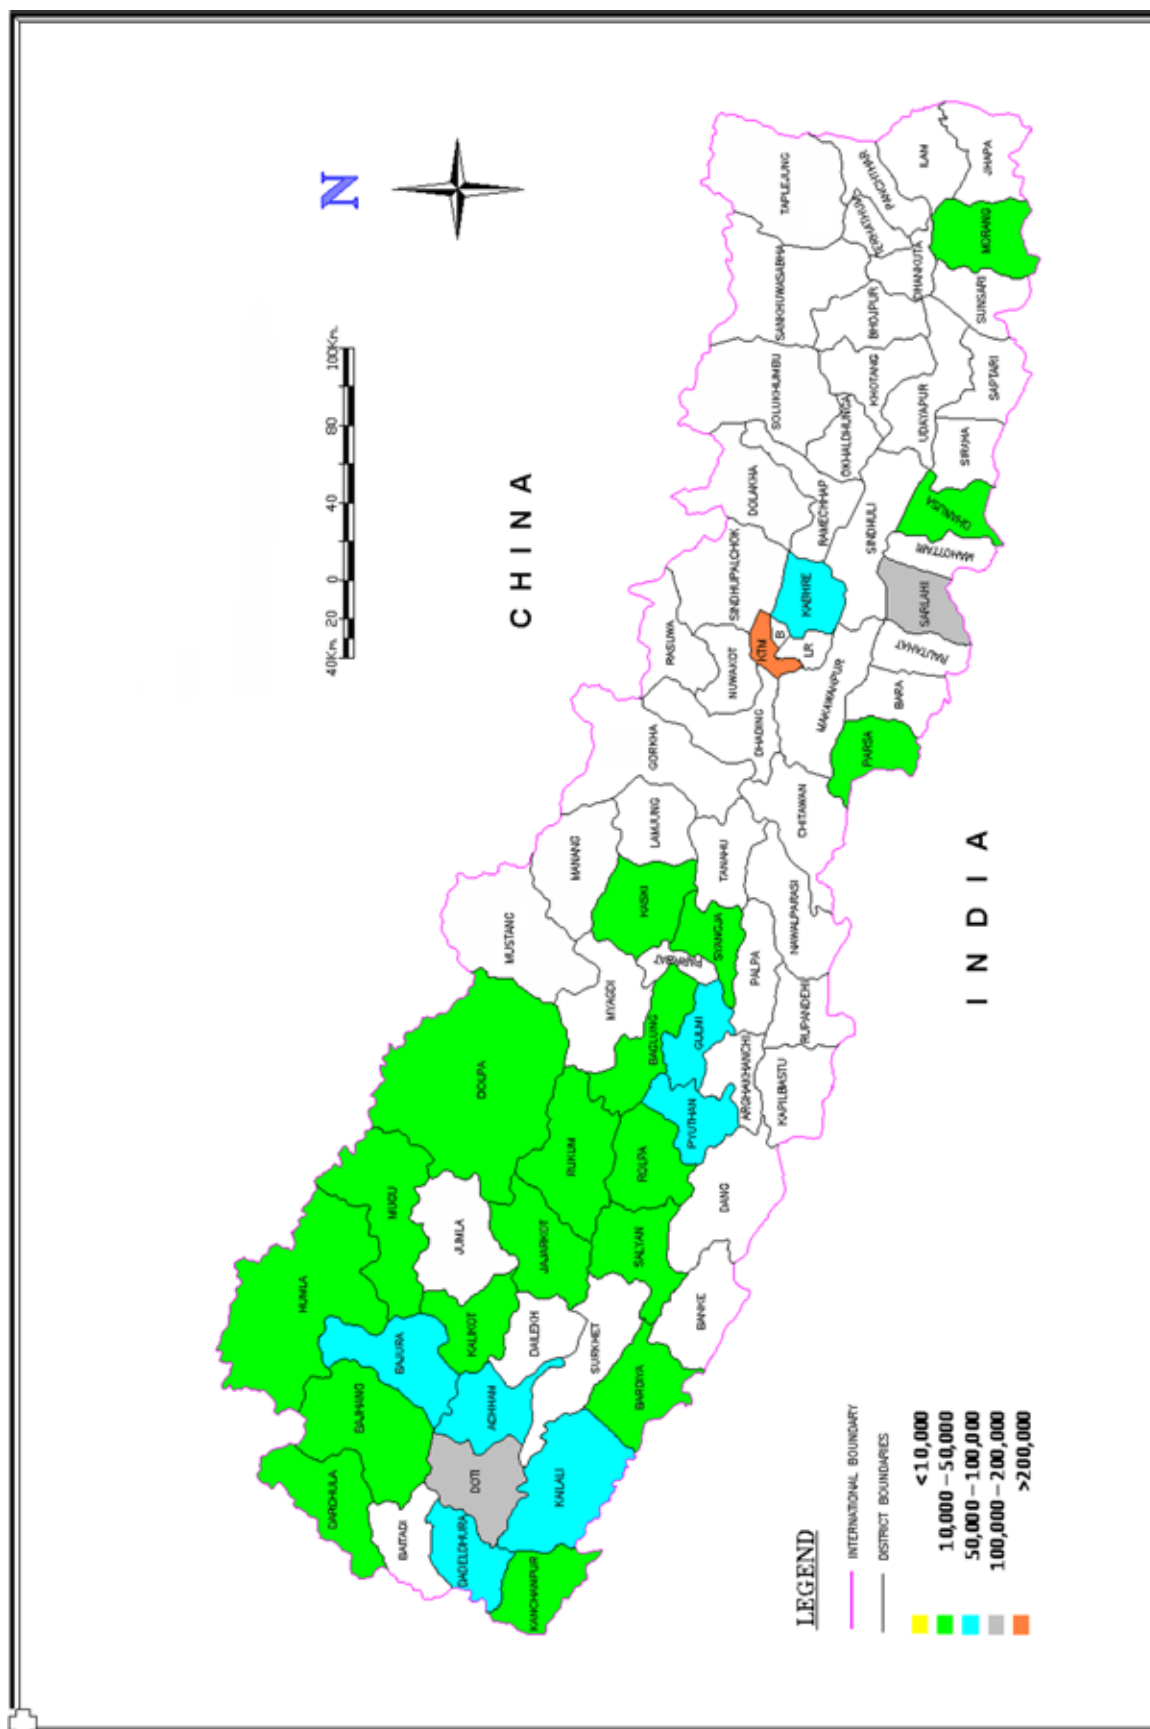 N
40Km. 20 0 40 80 100Km.
CHINA
INDIA
DARCHULA
BAITADI
DADELDHURA
KANCHANPUR
BAJHANG
HUMLA
BAJURA
DOTI
ACHHAM
KAILALI
MUGU
KALIKOT
JUMLA
DAILEKH
SURKHET
BARDIYA
DOLPA
JAJARKOT
SALYAN
BANKE
RUKUM
ROLPA
DANG
PYUTHAN
MUSTANG
MYAGDI
BAGLUNG
GULMI
ARGHAKHANCHI
KAPILBASTU
MANANG
KASKI
PARBAT
SYANGJA
PALPA
RUPANDEHI
LAMJUNG
TANAHU
NAWALPARASI
GORKHA
DHADING
CHITAWAN
RASUWA
NUWAKOT
KTM
B
LR
MAKAWANPUR
PARSA
BARA
RAUTAHAT
SINDHUPALCHOK
KABHRE
SARLAHI
DOLAKHA
RAMECHHAP
SINDHULI
MAHOTTARI
DHANUSA
SOLUKHUMBU
OKHALDHUNGA
KHOTANG
UDAYAPUR
SIRAHA
SAPTARI
SANKHUWASABHA
BHOJPUR
DHANKUTA
SUNSARI
MORANG
TAPLEJUNG
TERHATHUM
PANCHTHAR
ILAM
JHAPA
LEGEND
INTERNATIONAL BOUNDARY
DISTRICT BOUNDARIES
<10,000
10,000–50,000
50,000–100,000
100,000–200,000
>200,000